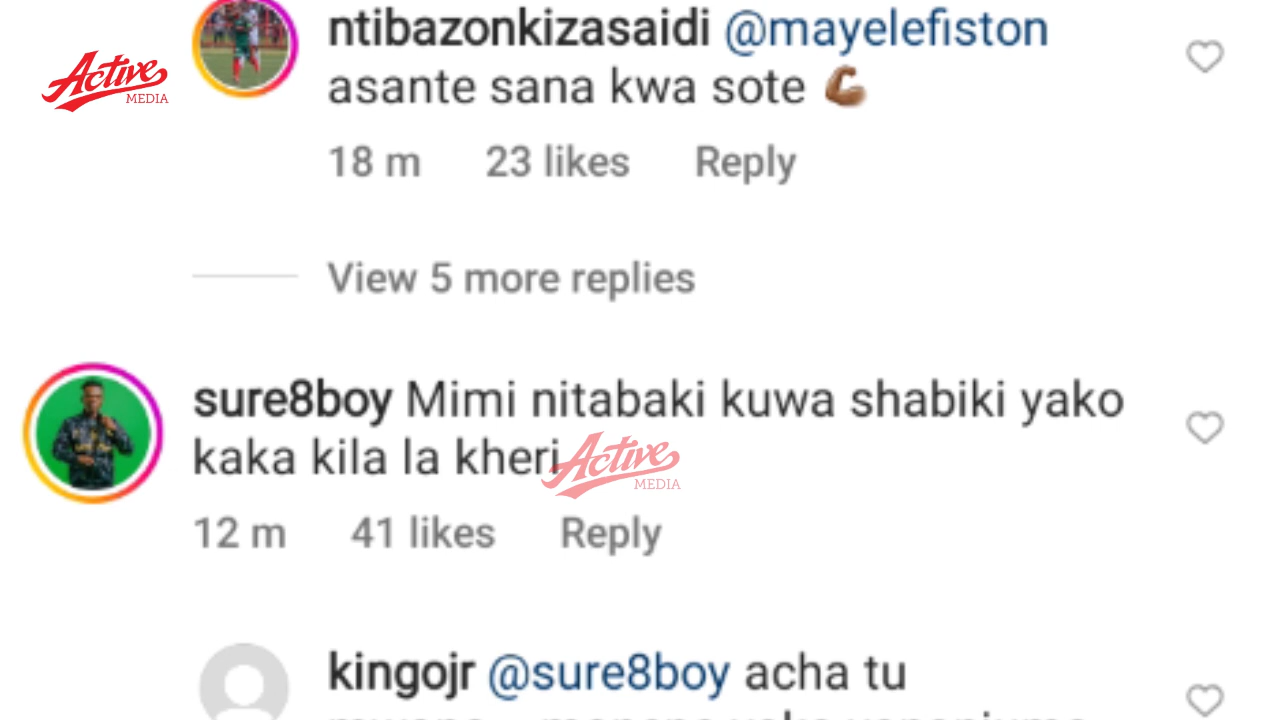 Active
MEDIA
ntibazonkizasaidi @mayelefiston
asante sana kwa sote 💪🏾
18 m 23 likes Reply
View 5 more replies
sure8boy Mimi nitabaki kuwa shabiki yako
kaka kila la kheri
Active
MEDIA
12 m 41 likes Reply
kingojr @sure8boy acha tu